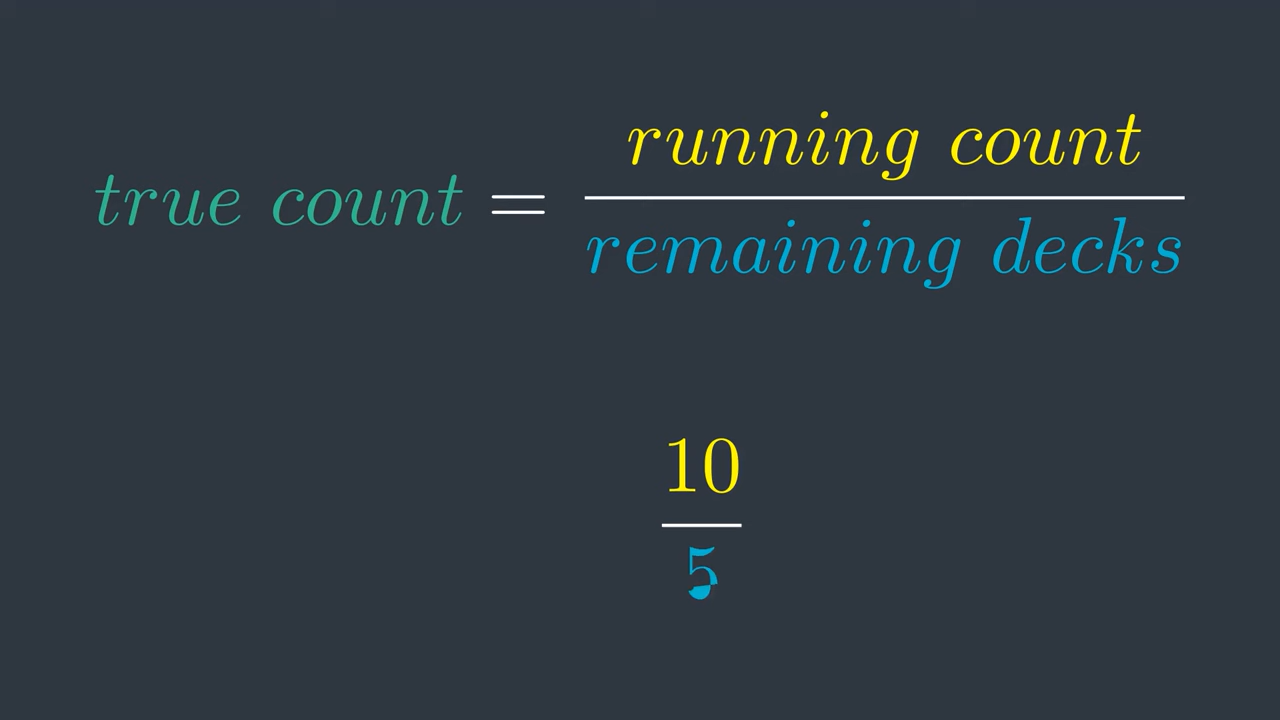 running count
true count =
remaining decks
10
5